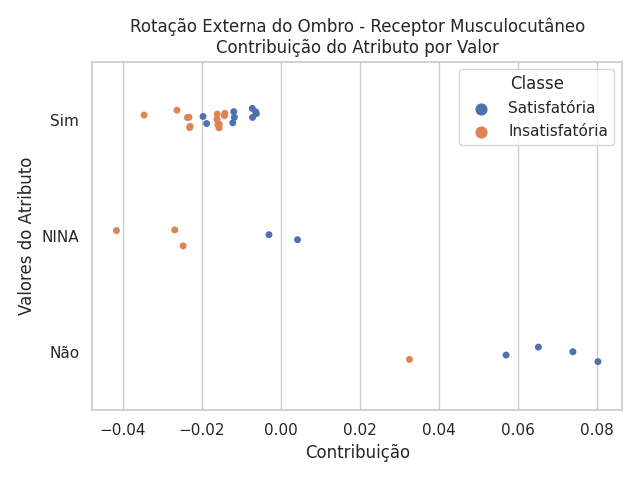 Rotação Externa do Ombro - Receptor Musculocutâneo
Contribuição do Atributo por Valor
Classe
Satisfatória
Insatisfatória
Valores do Atributo
Sim
NINA
Não
−0.04 −0.02 0.00 0.02 0.04 0.06 0.08
Contribuição